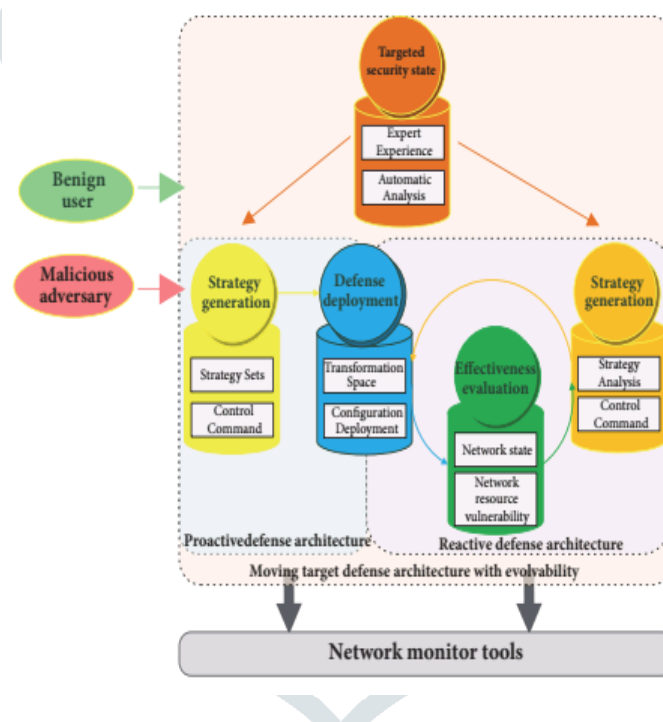 Targeted
security state
Expert
Experience
Automatic
Analysis
Benign
user
Malicious
adversary
Strategy
generation
Strategy Sets
Control
Command
Defense
deployment
Transformation
Space
Configuration
Deployment
Effectiveness
evaluation
Network state
Network
resource
vulnerability
Strategy
generation
Strategy
Analysis
Control
Command
Proactivedefense architecture
Reactive defense architecture
Moving target defense architecture with evolvability
Network monitor tools